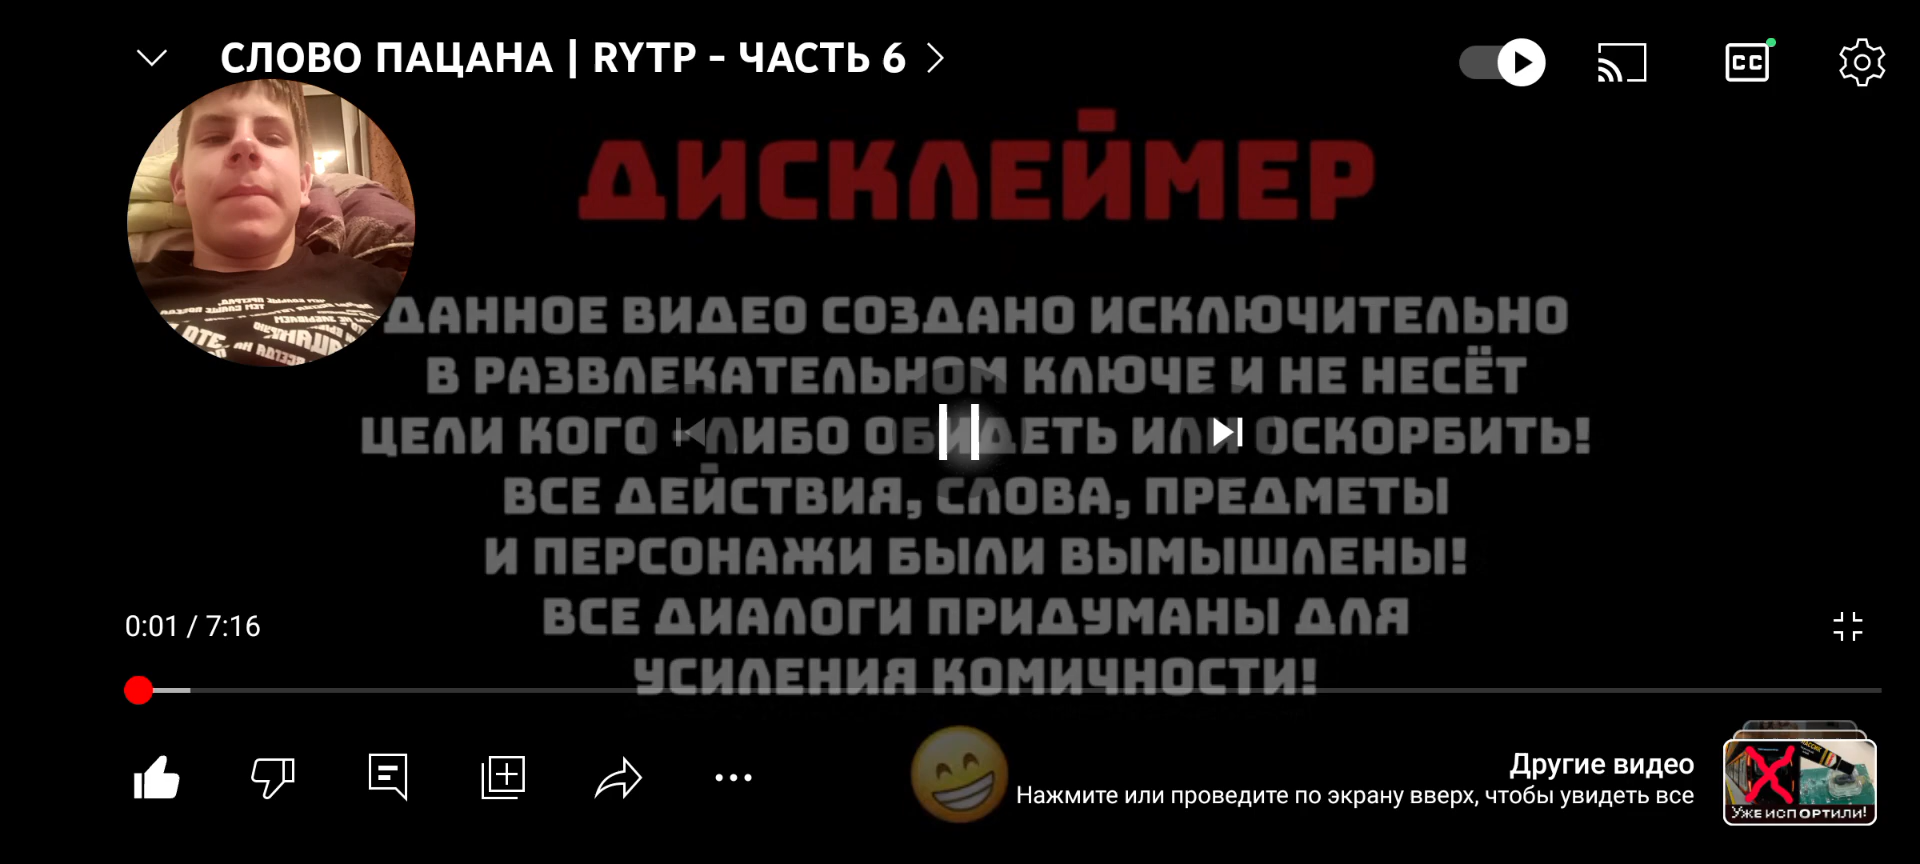 СЛОВО ПАЦАНА | RYTP - ЧАСТЬ 6
CC
ДИСКЛЕЙМЕР
ДАННОЕ ВИДЕО СОЗДАНО ИСКЛЮЧИТЕЛЬНО
В РАЗВЛЕКАТЕЛЬНОМ КЛЮЧЕ И НЕ НЕСЁТ
ЦЕЛИ КОГО-ЛИБО ОБИДЕТЬ ИЛИ ОСКОРБИТЬ!
ВСЕ ДЕЙСТВИЯ, СЛОВА, ПРЕДМЕТЫ
И ПЕРСОНАЖИ БЫЛИ ВЫМЫШЛЕНЫ!
ВСЕ ДИАЛОГИ ПРИДУМАНЫ ДЛЯ
УСИЛЕНИЯ КОМИЧНОСТИ!
0:01 / 7:16
Другие видео
Нажмите или проведите по экрану вверх, чтобы увидеть все
УЖЕ ИСПОРТИЛИ!